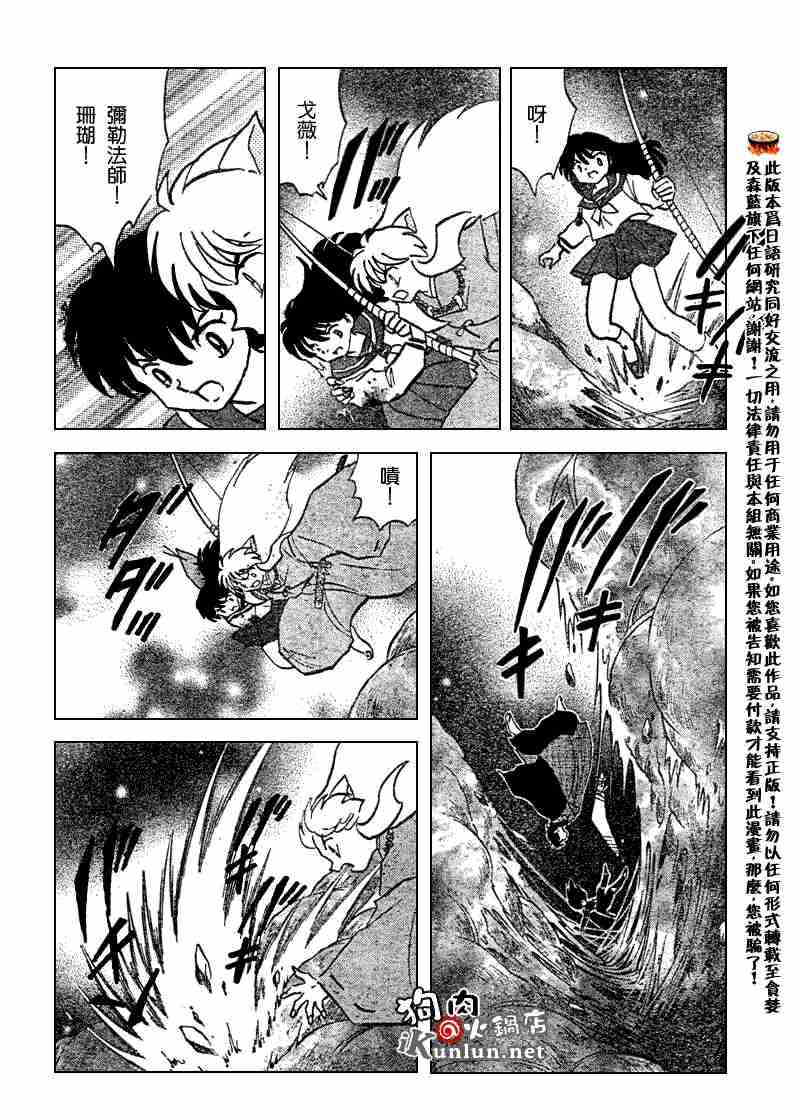 呀！
戈薇！
彌勒法師！
珊瑚！
嘖！
此版本爲日語研究同好交流之用，請勿用于任何商業用途。如您喜歡此作品，請支持正版！請勿以任何形式轉載至貪婪
及森藍旗下任何網站，謝謝！一切法律責任與本組無關。如果您被告知需要付款才能看到此漫畫，那麼，您被騙了！
ダダ
狗肉火鍋店
iKunlun.net